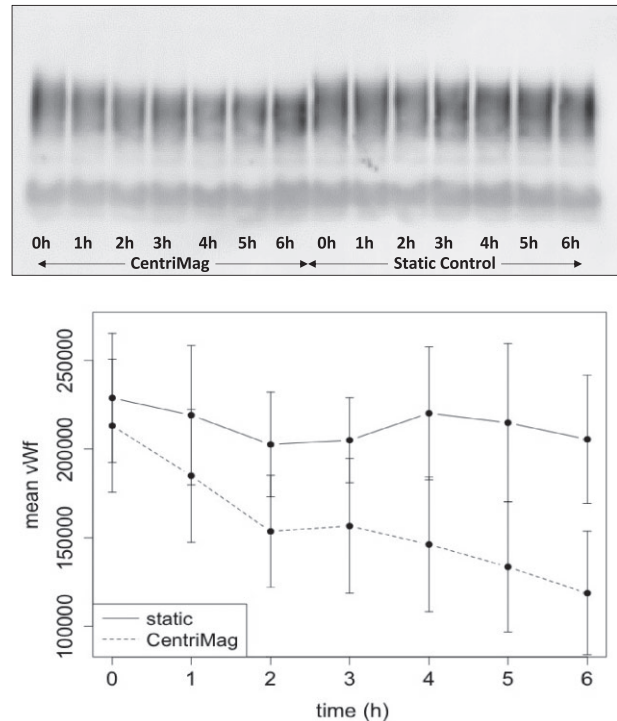 0h 1h 2h 3h 4h 5h 6h 0h 1h 2h 3h 4h 5h 6h
CentriMag Static Control
250000
200000
150000
100000
mean vWf
static
CentriMag
0 1 2 3 4 5 6
time (h)